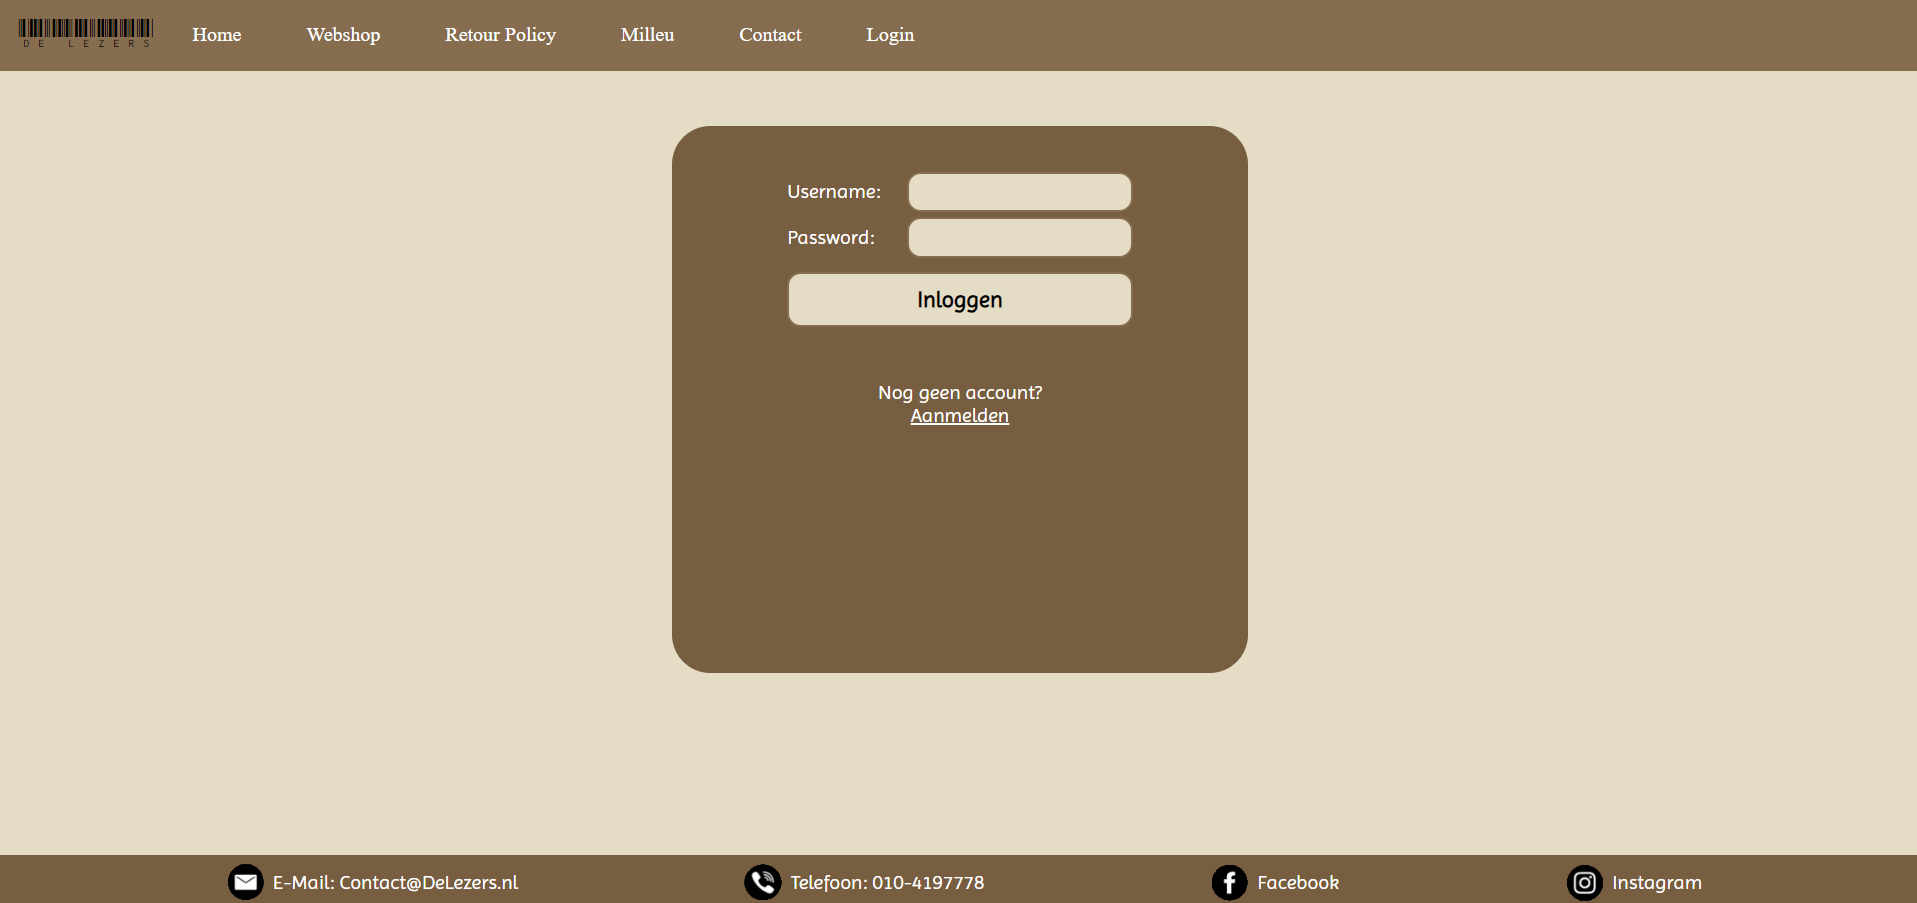 DE LEZERS
Home Webshop Retour Policy Milleu Contact Login
Username:
Password:
Inloggen
Nog geen account?
Aanmelden
E-Mail: Contact@DeLezers.nl Telefoon: 010-4197778 Facebook Instagram